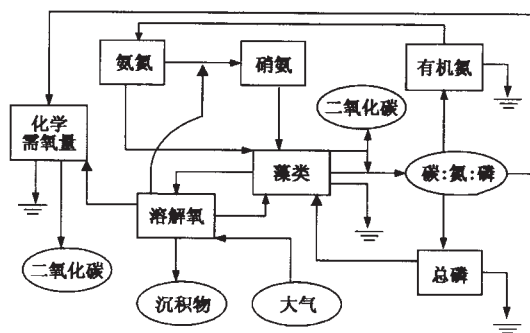 氨氮
硝氨
有机氮
二氧化碳
化学
需氧量
藻类
碳:氮:磷
溶解氧
二氧化碳
沉积物
大气
总磷